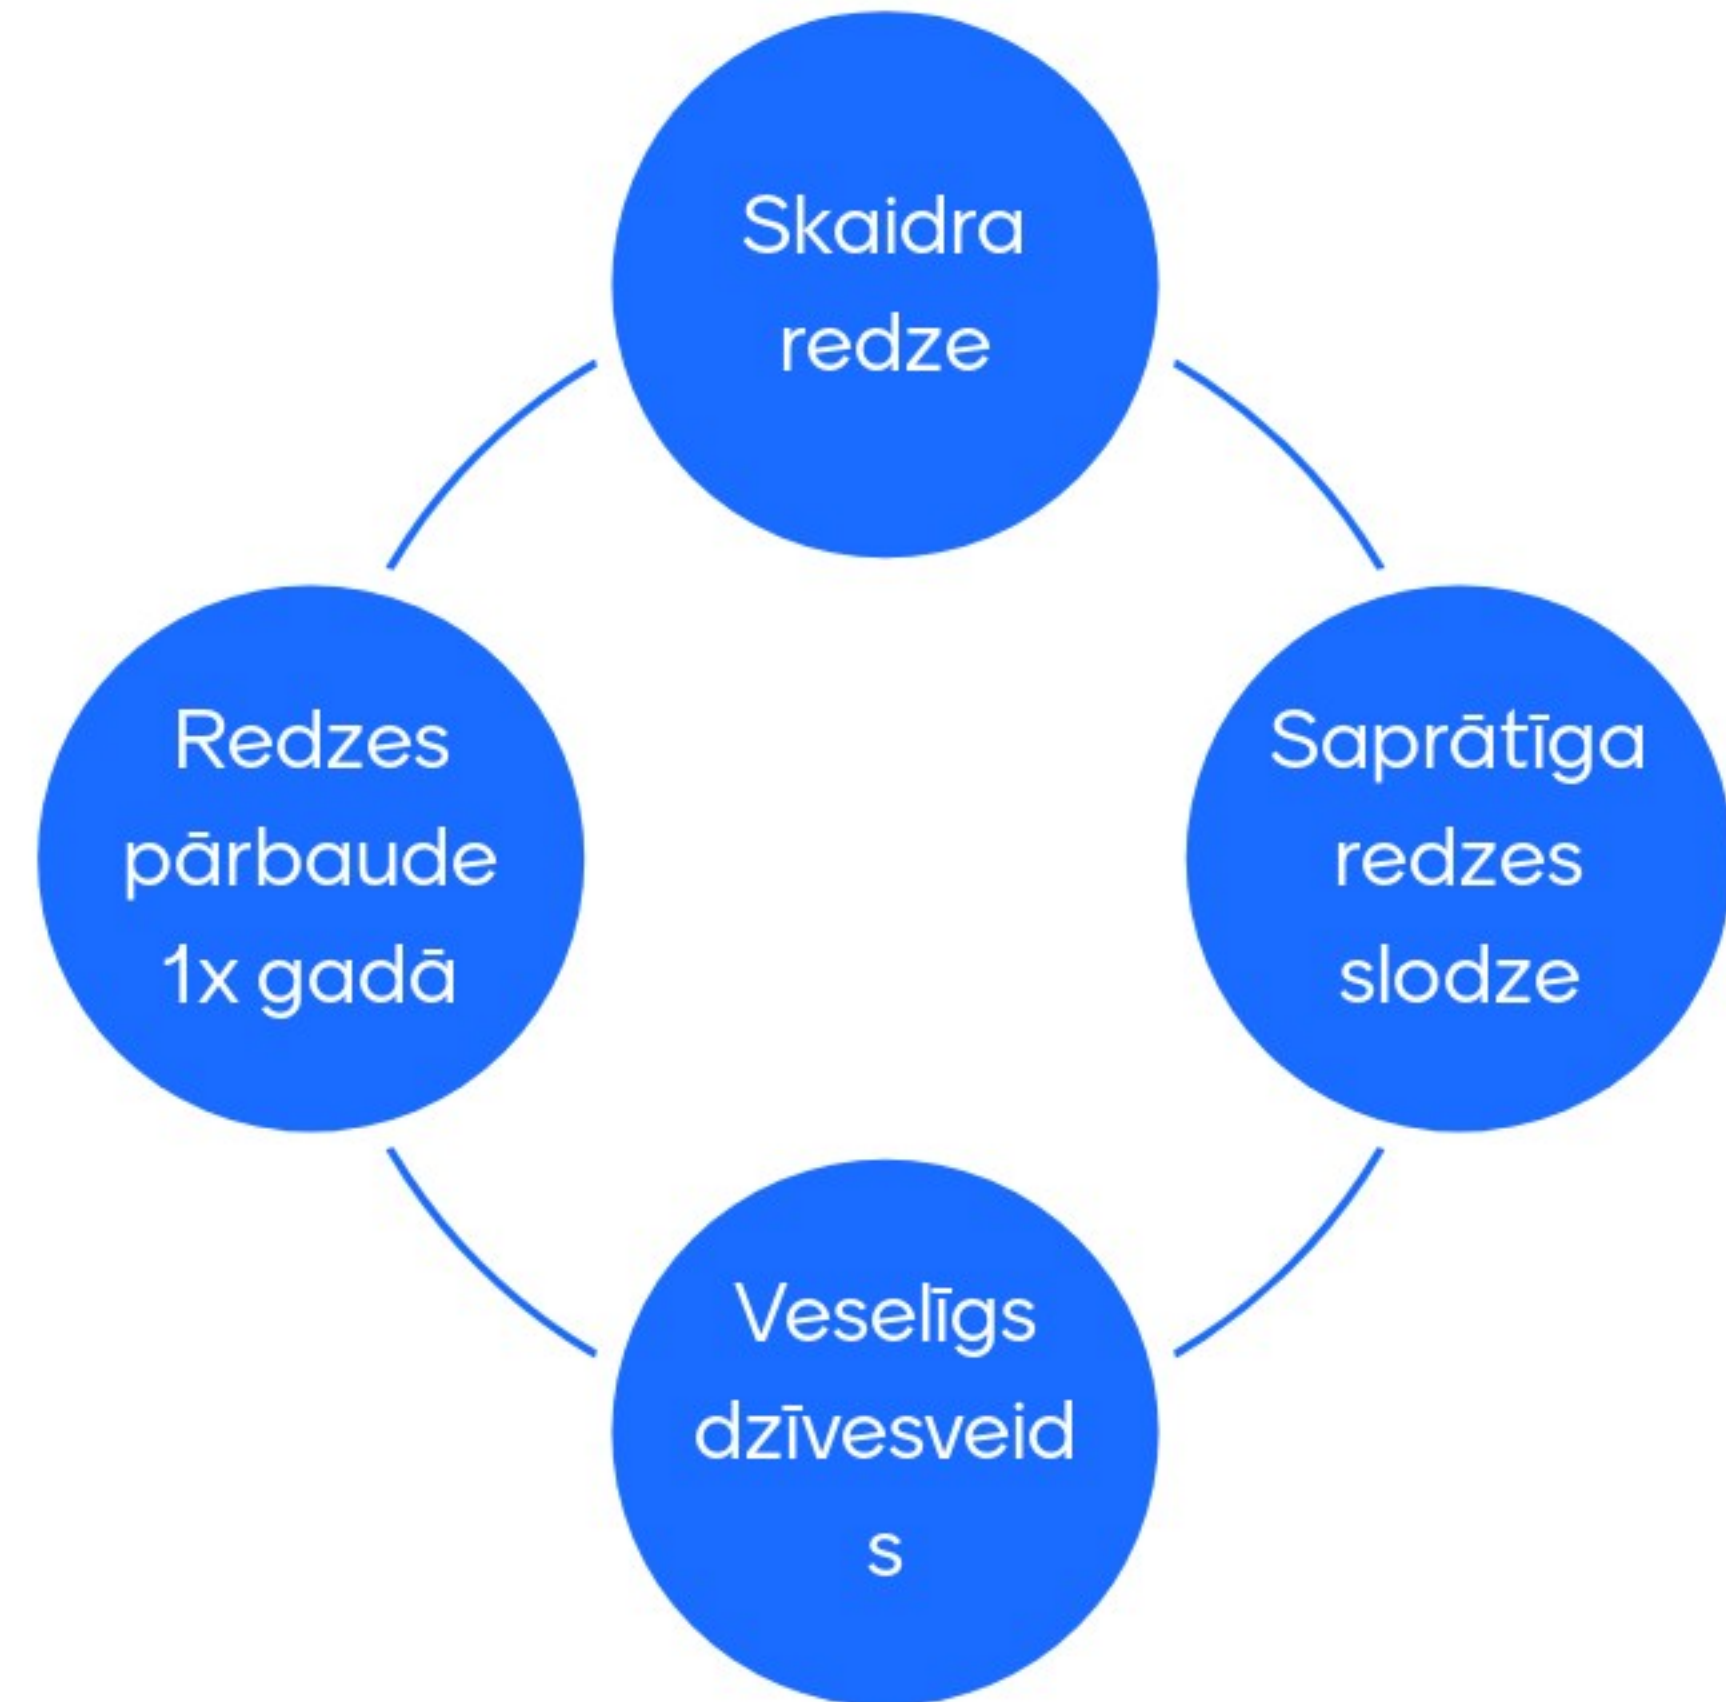 Skaidra
redze
Redzes
pārbaude
1x gadā
Saprātīga
redzes
slodze
Veselīgs
dzīvesveid
s